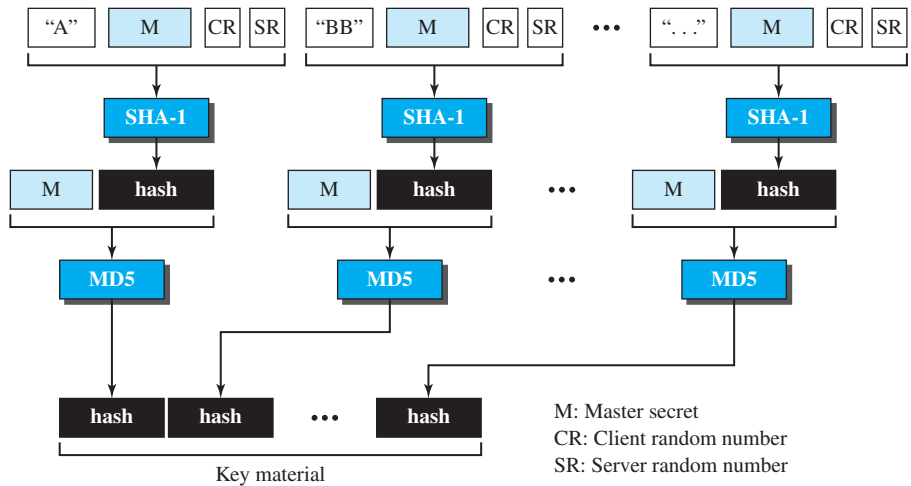 “A” M CR SR “BB” M CR SR ••• “. . .” M CR SR
SHA-1 SHA-1 SHA-1
M hash M hash ••• M hash
MD5 MD5 ••• MD5
hash hash ••• hash
Key material
M: Master secret
CR: Client random number
SR: Server random number